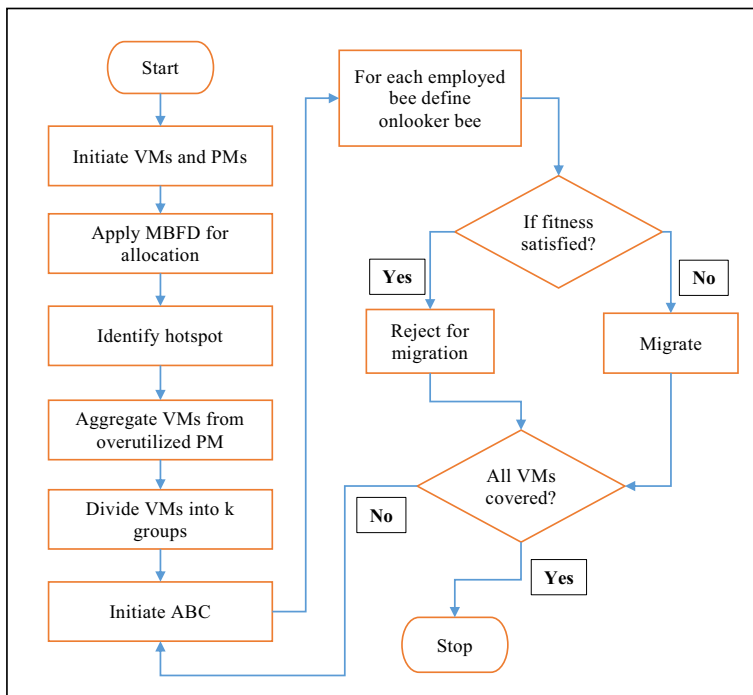 Start
Initiate VMs and PMs
Apply MBFD for
allocation
Identify hotspot
Aggregate VMs from
overutilized PM
Divide VMs into k
groups
Initiate ABC
For each employed
bee define
onlooker bee
If fitness
satisfied?
Yes
No
Reject for
migration
Migrate
All VMs
covered?
No
Yes
Stop